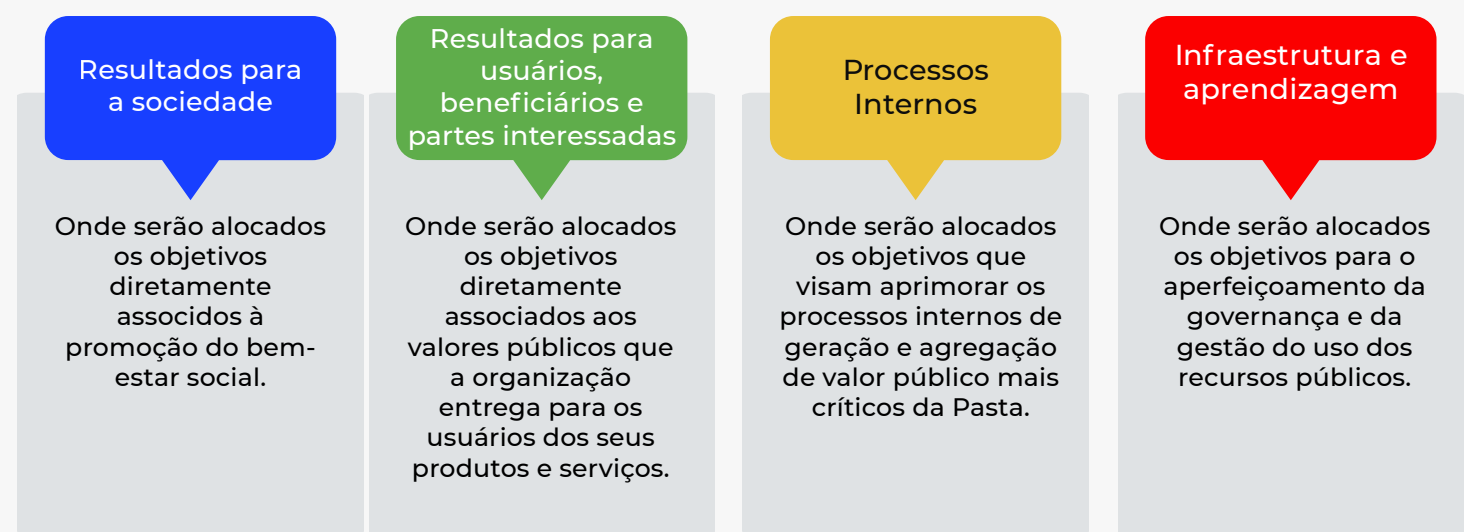 Resultados para
a sociedade
Onde serão alocados
os objetivos
diretamente
associdos à
promoção do bem-
estar social.
Resultados para
usuários,
beneficiários e
partes interessadas
Onde serão alocados
os objetivos
diretamente
associados aos
valores públicos que
a organização
entrega para os
usuários dos seus
produtos e serviços.
Processos
Internos
Onde serão alocados
os objetivos que
visam aprimorar os
processos internos de
geração e agregação
de valor público mais
críticos da Pasta.
Infraestrutura e
aprendizagem
Onde serão alocados
os objetivos para o
aperfeiçoamento da
governança e da
gestão do uso dos
recursos públicos.